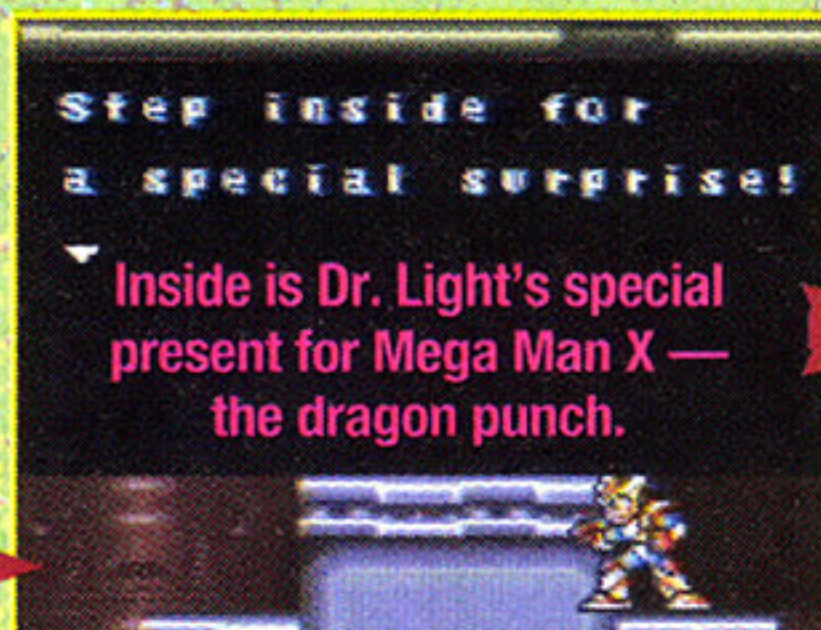 Step inside for
a special surprise!
Inside is Dr. Light's special
present for Mega Man X —
the dragon punch.